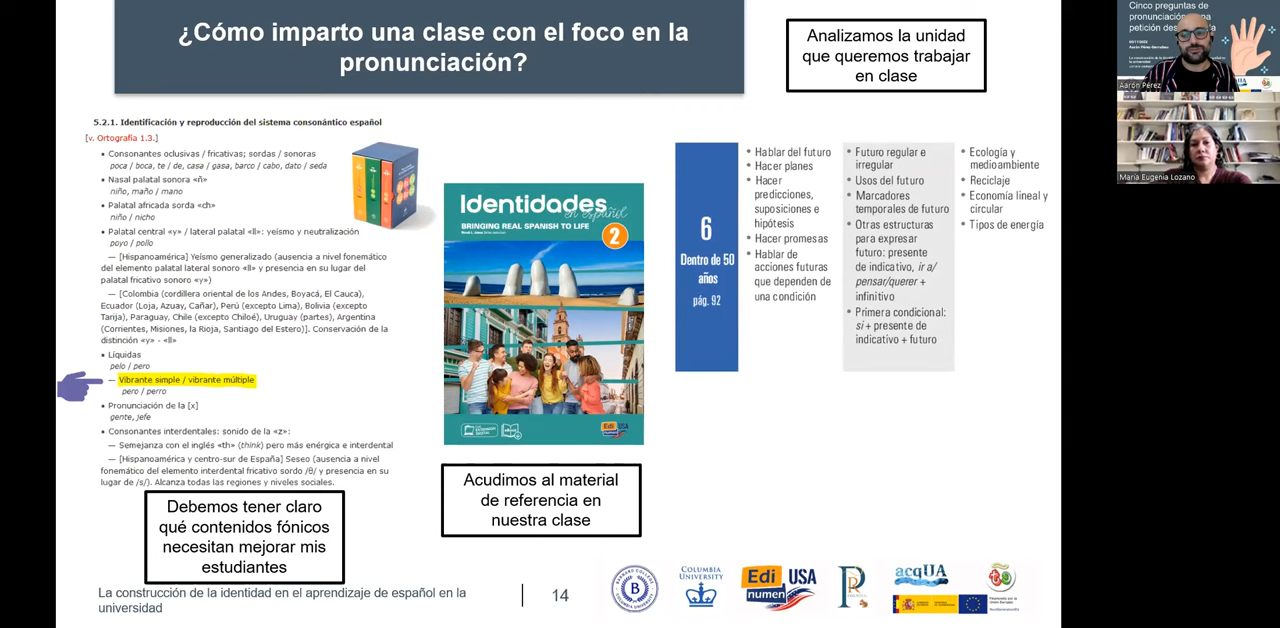 ¿Cómo imparto una clase con el foco en la
pronunciación?
Analizamos la unidad
que queremos trabajar
en clase
5.2.1. Identificación y reproducción del sistema consonántico español
[v. Ortografía 1.3.]
• Consonantes oclusivas / fricativas; sordas / sonoras
poca / boca, te / de, casa / gasa, barco / cabo, dato / seda
• Nasal palatal sonora «ñ»
niño, maño / mano
• Palatal africada sorda «ch»
niño / nicho
• Palatal central «y» / lateral palatal «ll»: yeísmo y neutralización
poyo / pollo
— [Hispanoamérica] Yeísmo generalizado (ausencia a nivel fonemático
del elemento palatal lateral sonoro «ll» y presencia en su lugar del
palatal fricativo sonoro «y»)
— [Colombia (cordillera oriental de los Andes, Boyacá, El Cauca),
Ecuador (Loja, Azuay, Cañar), Perú (excepto Lima), Bolivia (excepto
Tarija), Paraguay, Chile (excepto Chiloé), Uruguay (partes), Argentina
(Corrientes, Misiones, la Rioja, Santiago del Estero)]. Conservación de la
distinción «y» - «ll»
• Líquidas
pelo / pero
— Vibrante simple / vibrante múltiple
pero / perro
• Pronunciación de la [x]
gente, jefe
• Consonantes interdentales: sonido de la «z»:
— Semejanza con el inglés «th» (think) pero más enérgica e interdental
— [Hispanoamérica y centro-sur de España] Seseo (ausencia a nivel
fonemático del elemento interdental fricativo sordo /θ/ y presencia en su
lugar de /s/). Alcanza todas las regiones y niveles sociales.
Debemos tener claro
qué contenidos fónicos
necesitan mejorar mis
estudiantes
Identidades
en español
BRINGING REAL SPANISH TO LIFE
2
Edi
USA
Acudimos al material
de referencia en
nuestra clase
6
Dentro de 50
años
pág. 92
• Hablar del futuro
• Hacer planes
• Hacer
predicciones,
suposiciones e
hipótesis
• Hacer promesas
• Hablar de
acciones futuras
que dependen de
una condición
• Futuro regular e
irregular
• Usos del futuro
• Marcadores
temporales de futuro
• Otras estructuras
para expresar
futuro: presente
de indicativo, ir a/
pensar/querer +
infinitivo
• Primera condicional:
si + presente de
indicativo + futuro
• Ecología y
medioambiente
• Reciclaje
• Economía lineal y
circular
• Tipos de energía
La construcción de la identidad en el aprendizaje de español en la
universidad
14
COLUMBIA
UNIVERSITY
Edi
numen
USA
acqUA
Cinco preguntas de
pronunciación
petición
Aarón Pérez
María Eugenia Lozano